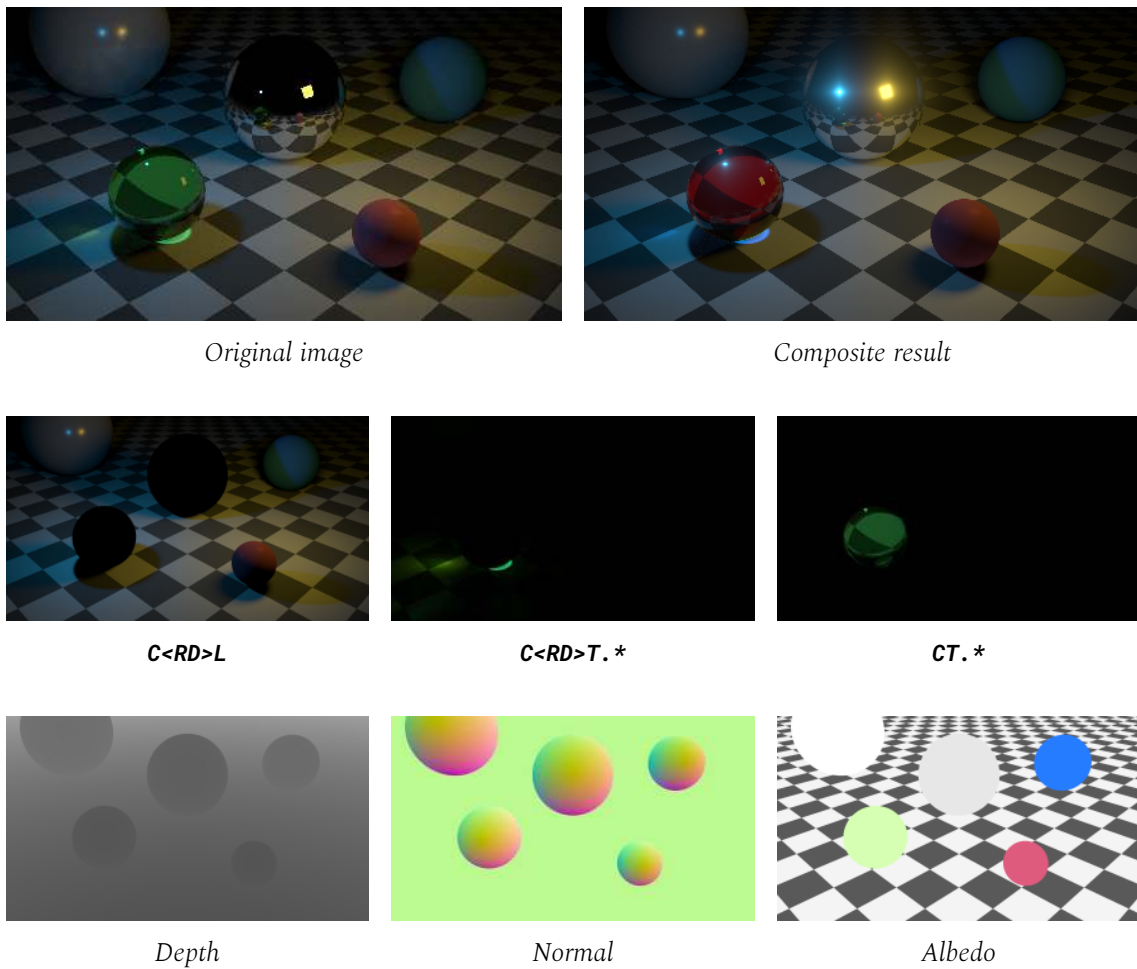 Original image
Composite result
C<RD>L
C<RD>T.*
CT.*
Depth
Normal
Albedo